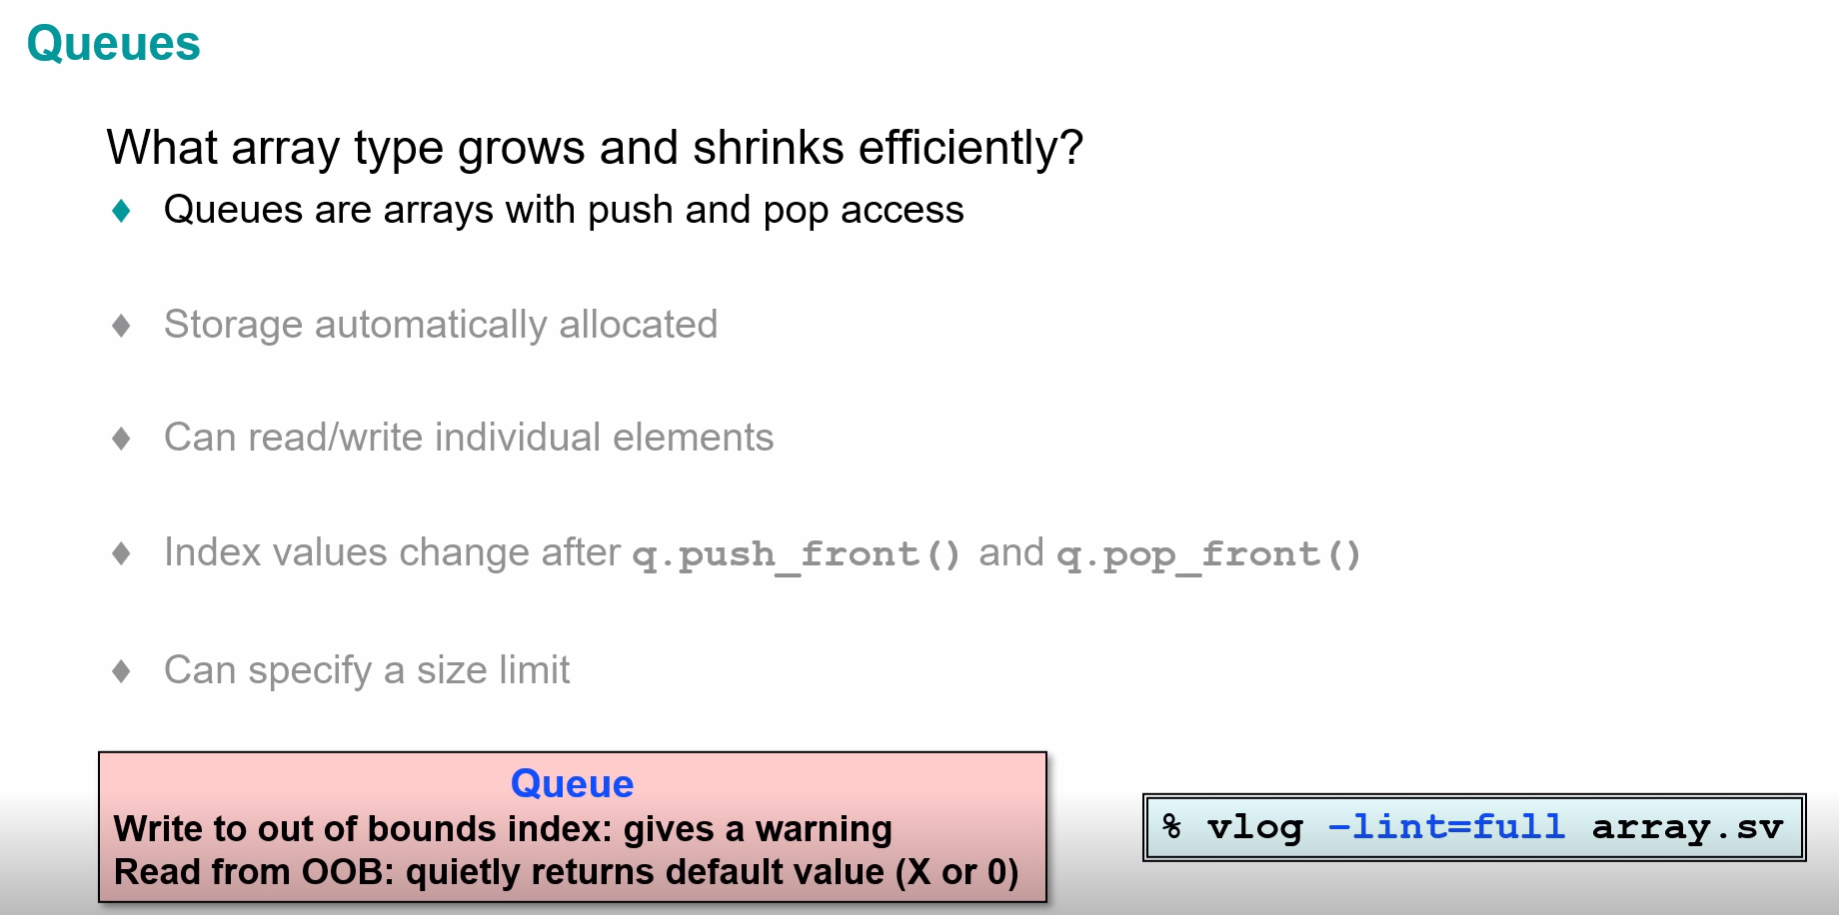 Queues
What array type grows and shrinks efficiently?
♦ Queues are arrays with push and pop access
♦ Storage automatically allocated
♦ Can read/write individual elements
♦ Index values change after q.push_front() and q.pop_front()
♦ Can specify a size limit
Queue
Write to out of bounds index: gives a warning
Read from OOB: quietly returns default value (X or 0)
% vlog -lint=full array.sv